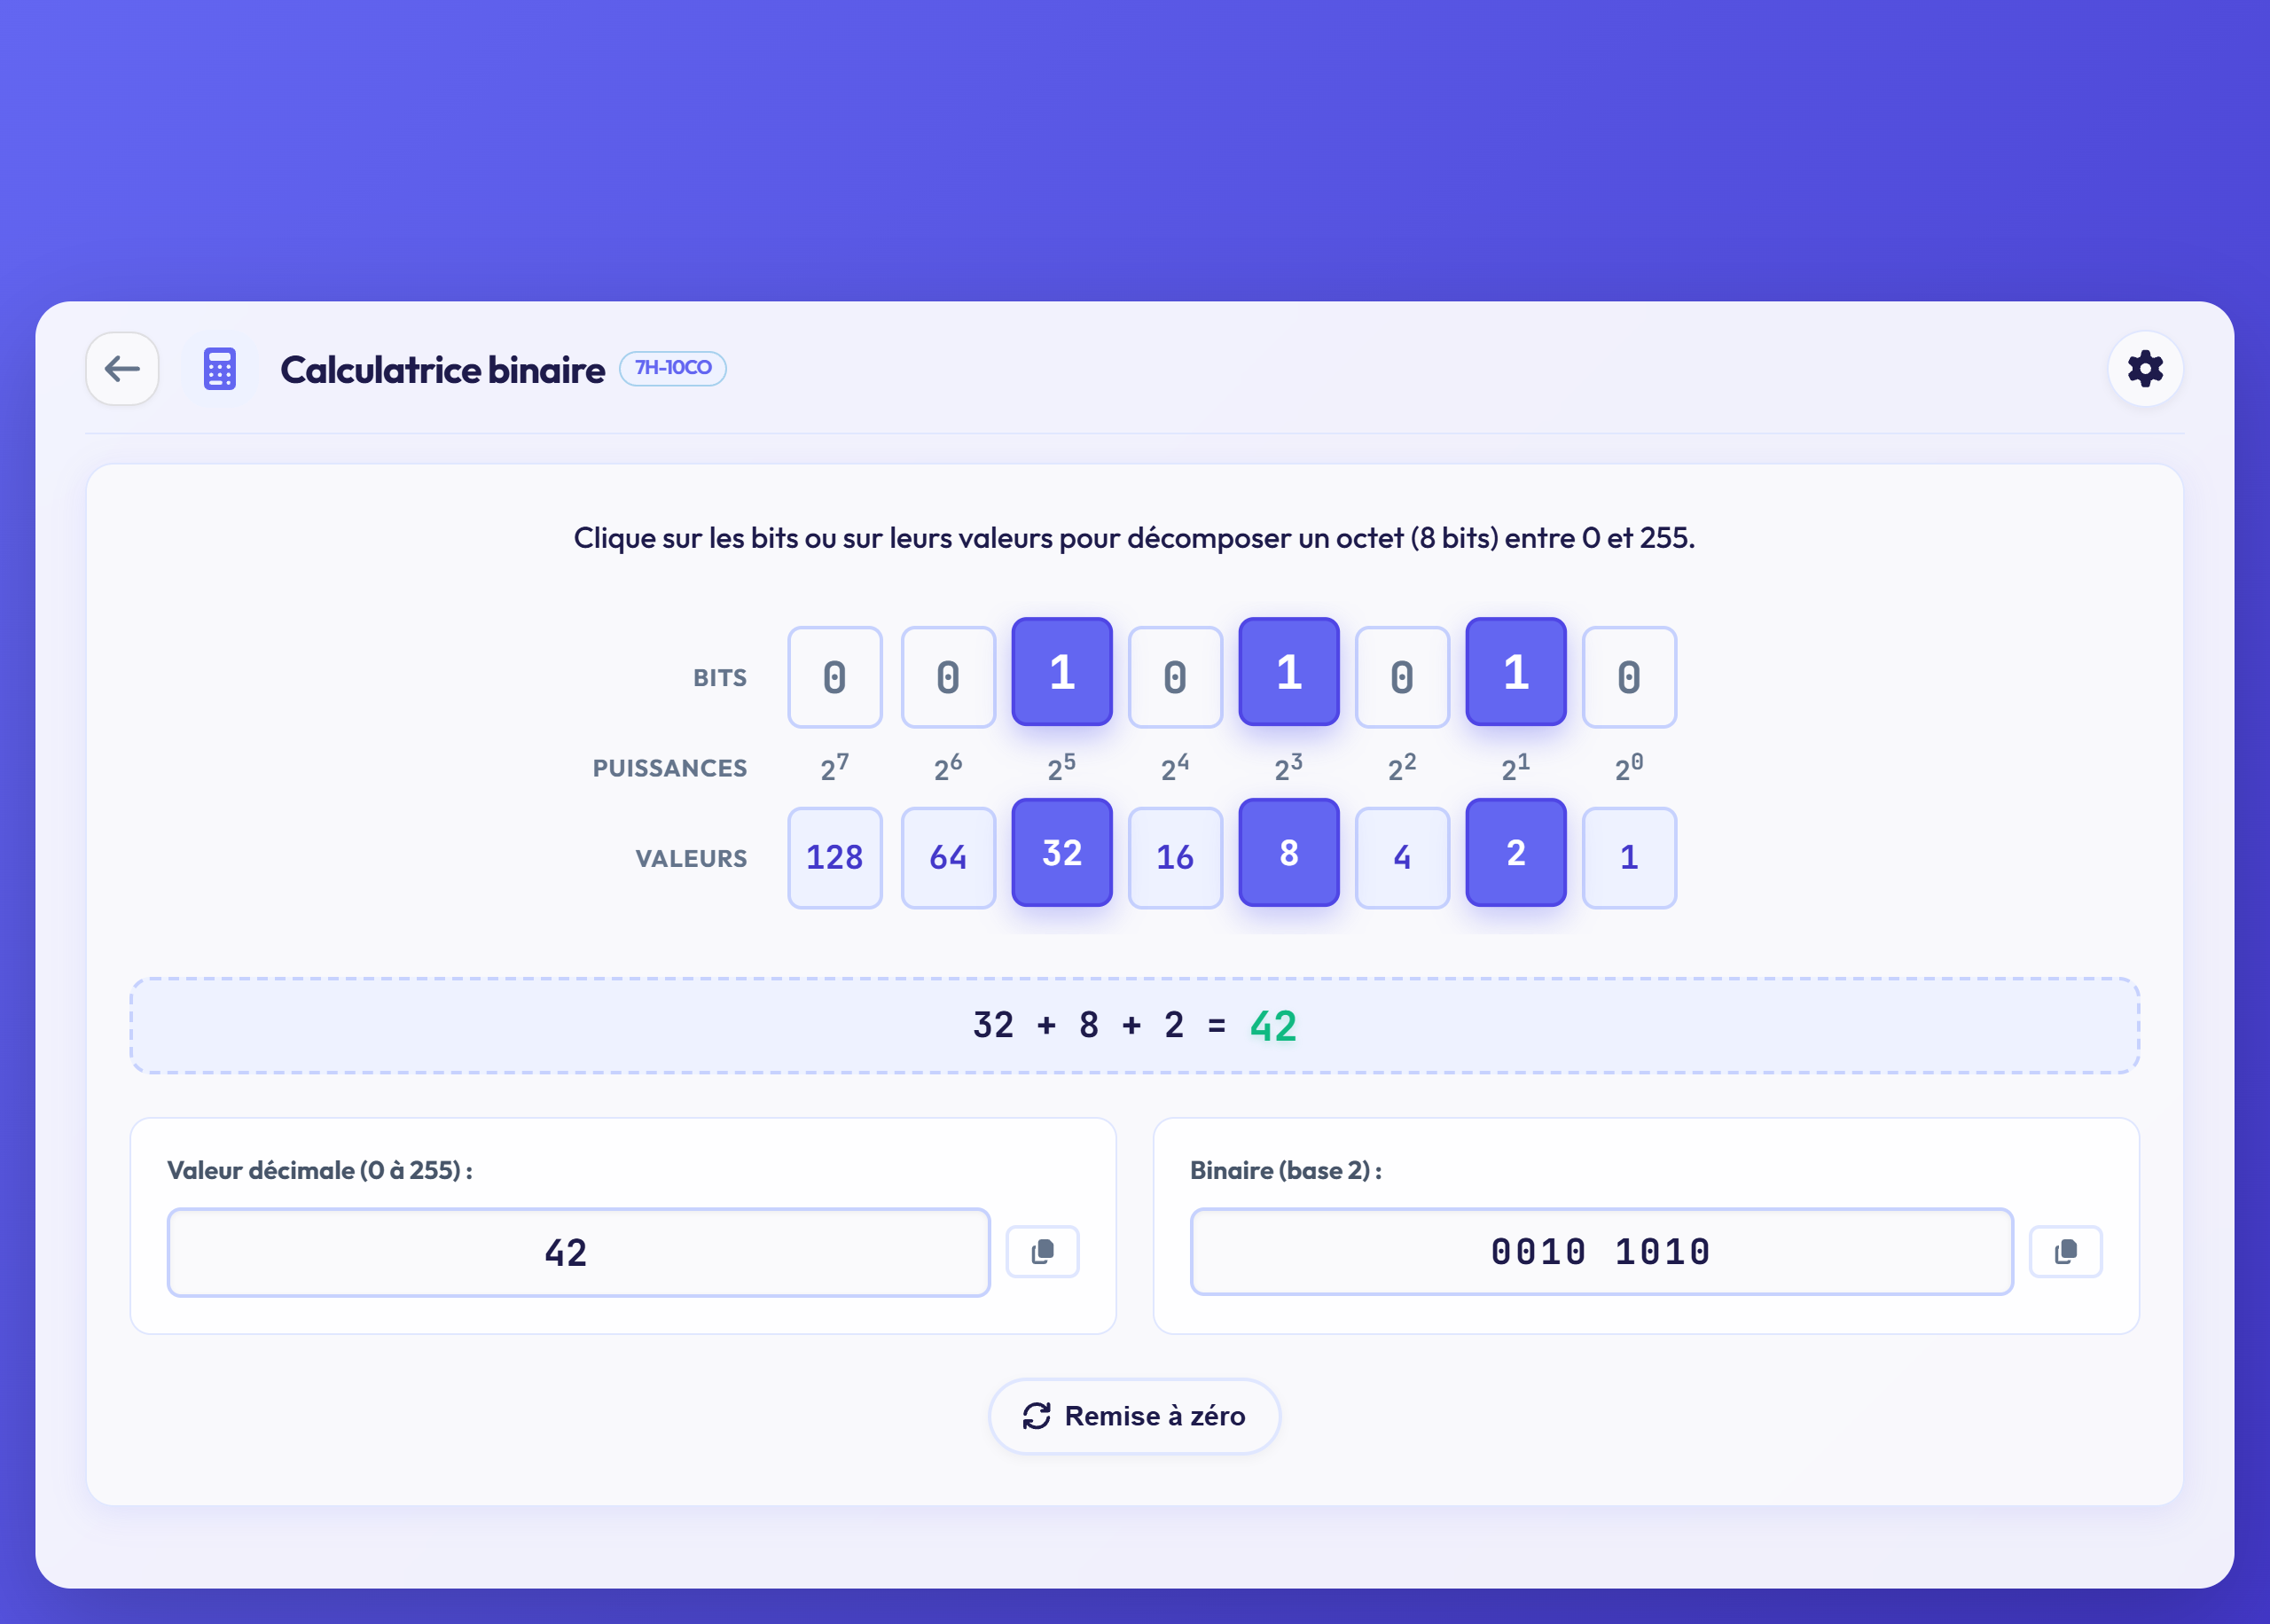 Calculatrice binaire 7H-10CO
Clique sur les bits ou sur leurs valeurs pour décomposer un octet (8 bits) entre 0 et 255.
BITS 0 0 1 0 1 0 1 0
PUISSANCES 2⁷ 2⁶ 2⁵ 2⁴ 2³ 2² 2¹ 2⁰
VALEURS 128 64 32 16 8 4 2 1
32 + 8 + 2 = 42
Valeur décimale (0 à 255) :
42
Binaire (base 2) :
0010 1010
Remise à zéro